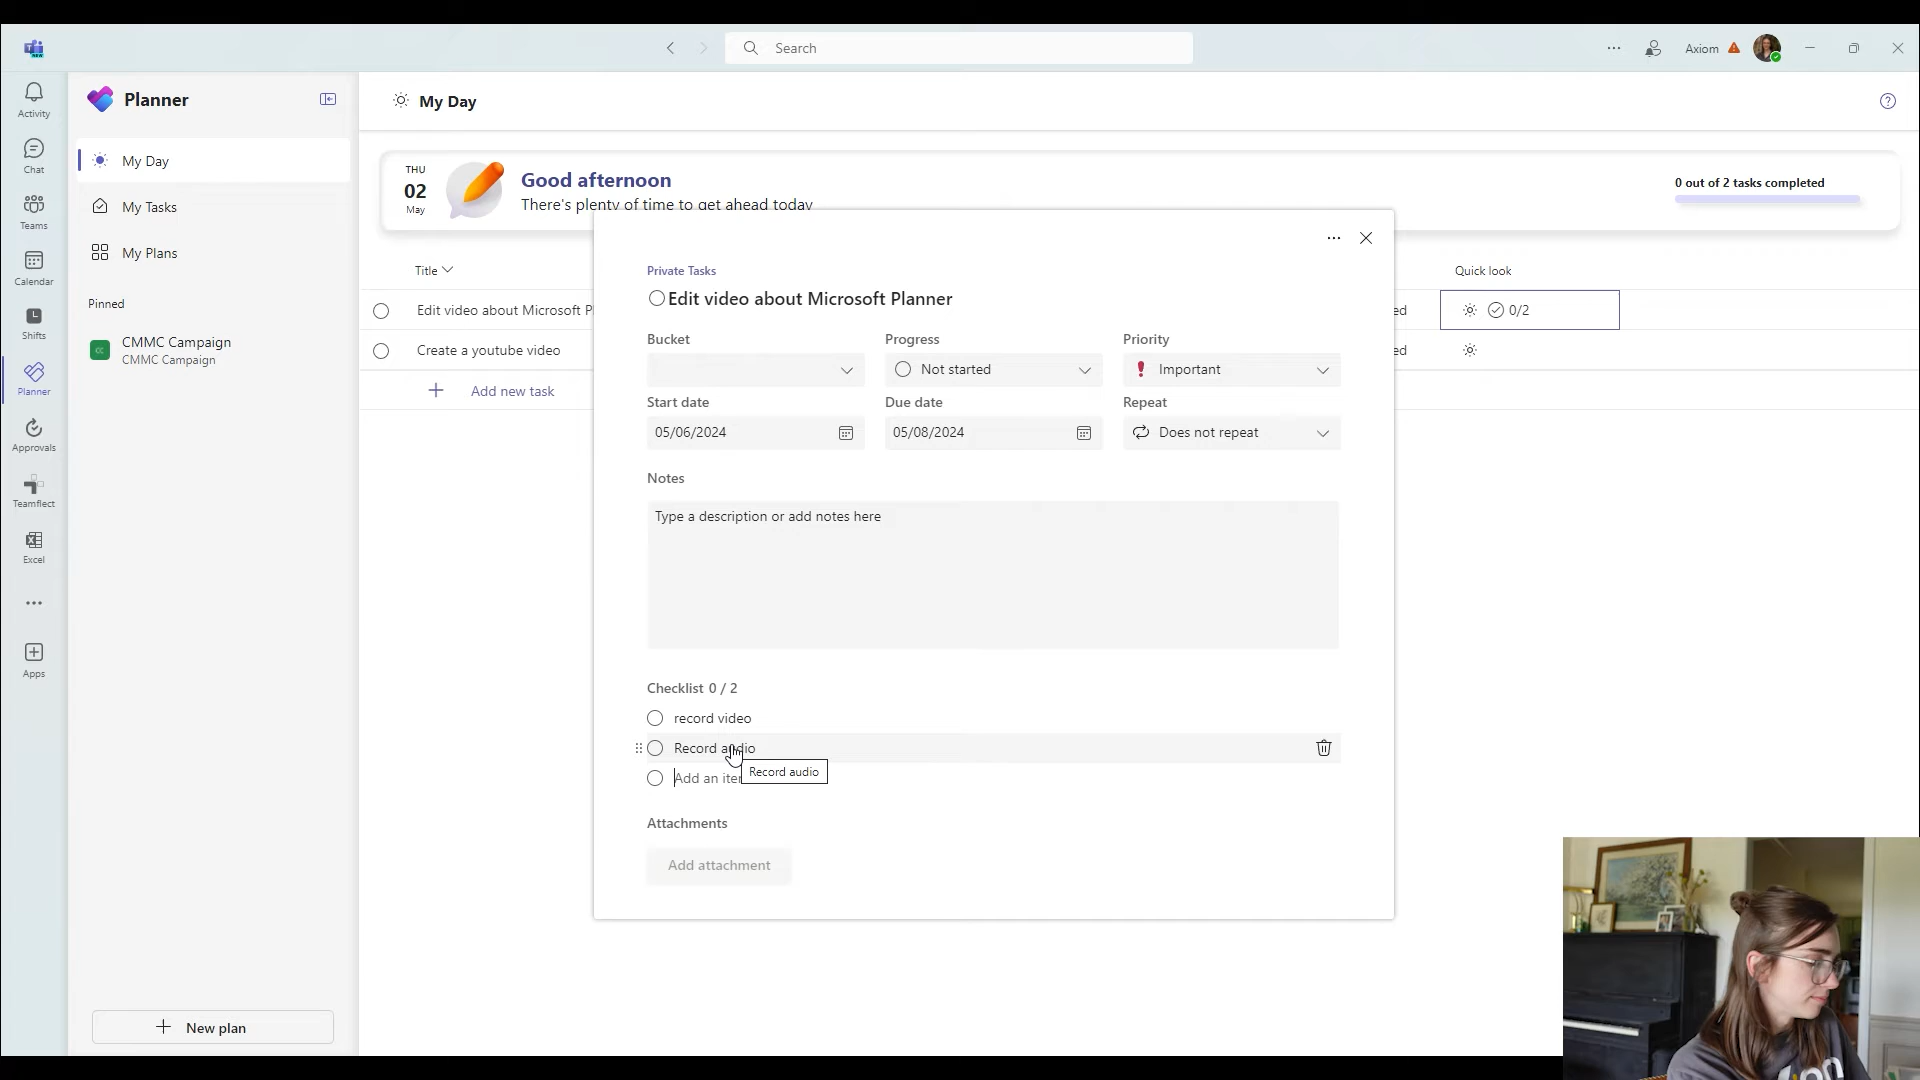 Search
Axiom
Activity
Chat
Teams
Calendar
Shifts
Planner
Approvals
Teamflect
Excel
Apps
Planner
My Day
My Tasks
My Plans
Pinned
CMMC Campaign
CMMC Campaign
New plan
My Day
THU
02
May
Good afternoon
There's plenty of time to get ahead today
0 out of 2 tasks completed
Title
Quick look
Edit video about Microsoft P
ed
0/2
Create a youtube video
ed
Add new task
Private Tasks
Edit video about Microsoft Planner
Bucket
Progress
Priority
Not started
Important
Start date
Due date
Repeat
05/06/2024
05/08/2024
Does not repeat
Notes
Type a description or add notes here
Checklist 0 / 2
record video
Record audio
Add an iter
Record audio
Attachments
Add attachment